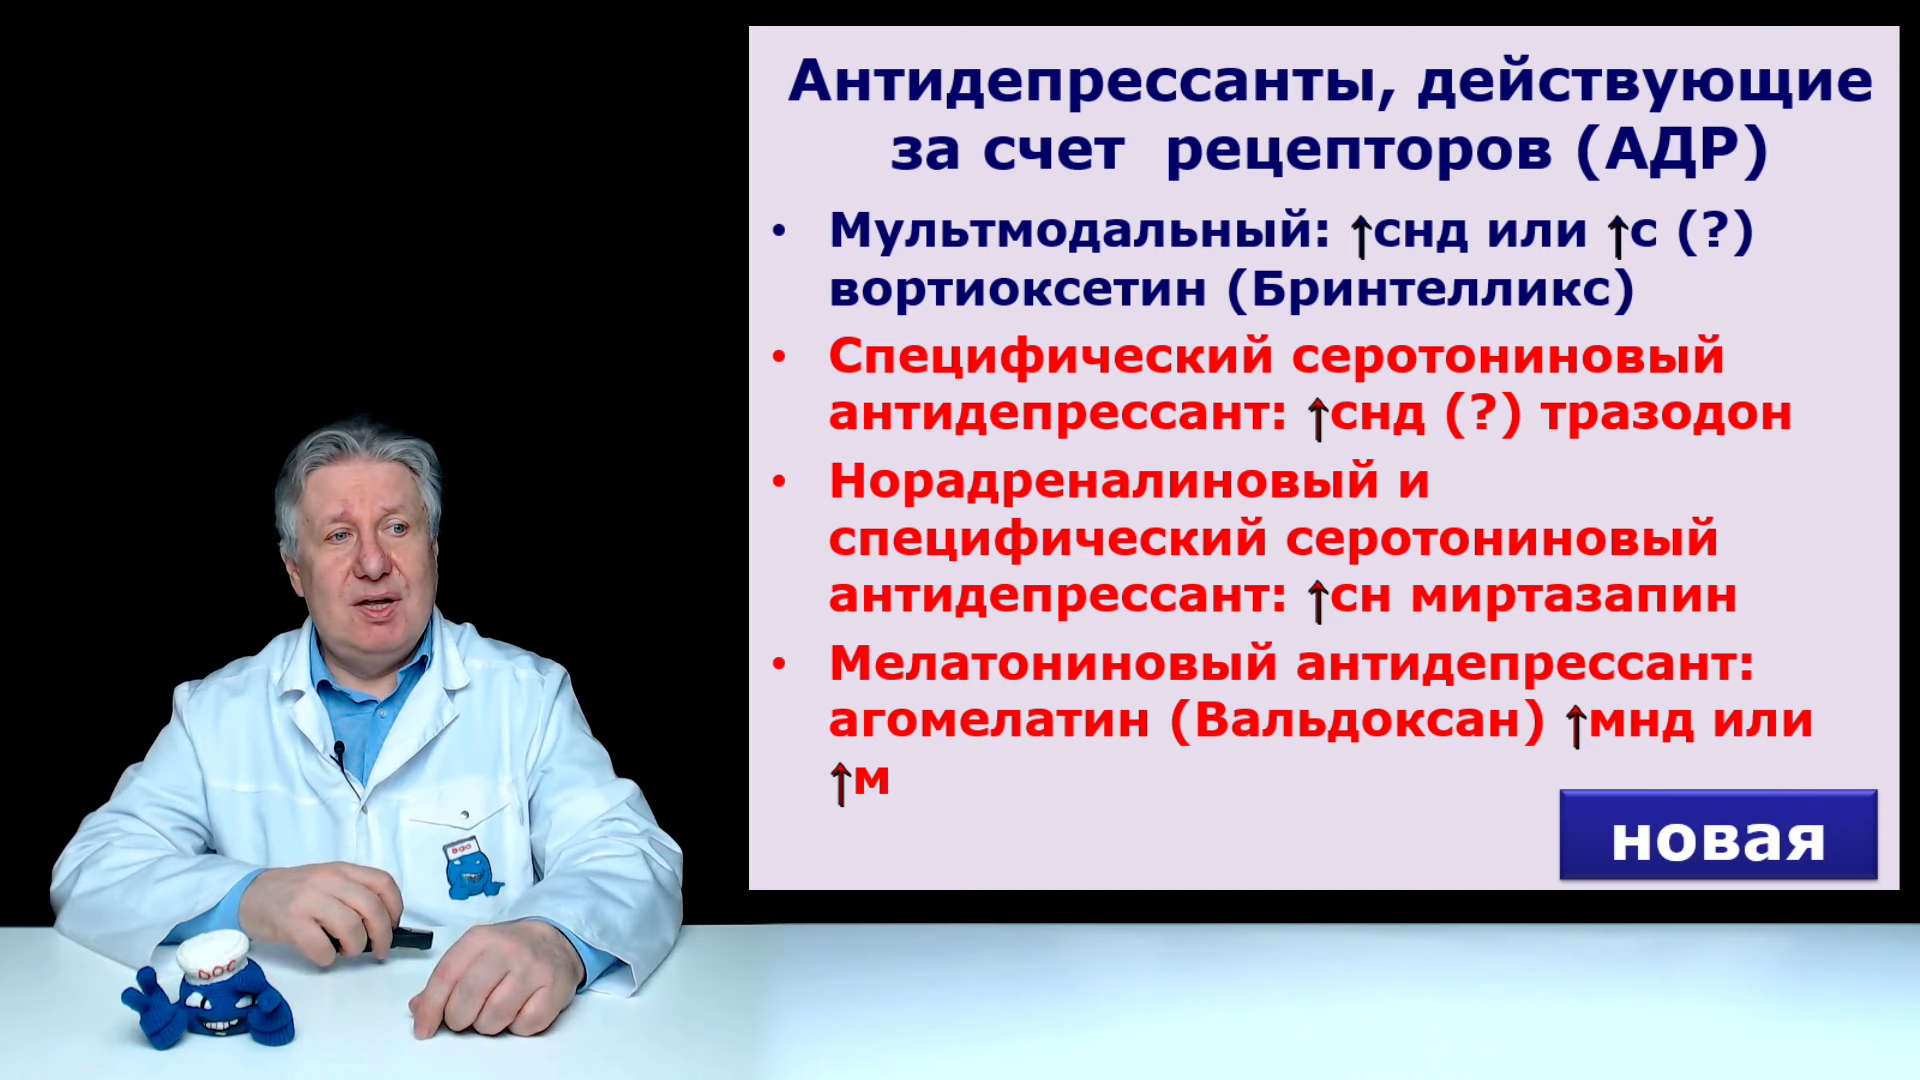 Антидепрессанты, действующие
за счет рецепторов (АДР)
• Мультмодальный: ↑снд или ↑с (?)
вортиоксетин (Бринтелликс)
• Специфический серотониновый
антидепрессант: ↑снд (?) тразодон
• Норадреналиновый и
специфический серотониновый
антидепрессант: ↑сн миртазапин
• Мелатониновый антидепрессант:
агомелатин (Вальдоксан) ↑мнд или
↑м
новая
DOC